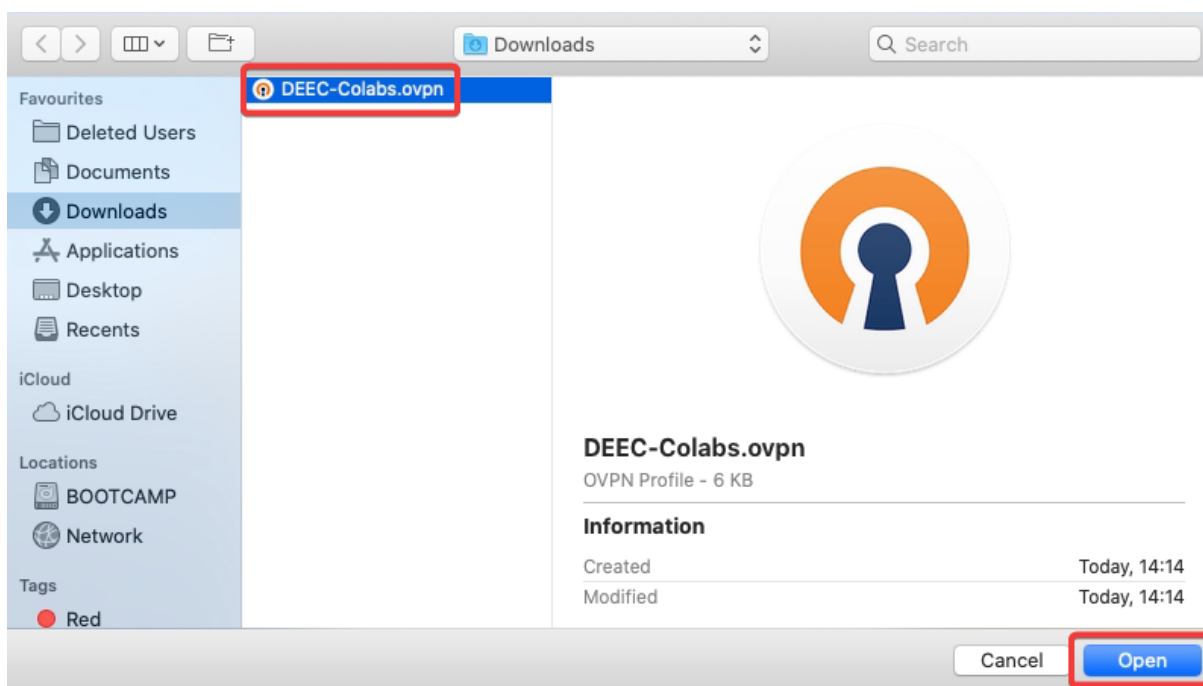 Downloads
Search
Favourites
Deleted Users
Documents
Downloads
Applications
Desktop
Recents
iCloud
iCloud Drive
Locations
BOOTCAMP
Network
Tags
Red
DEEC-Colabs.ovpn
DEEC-Colabs.ovpn
OVPN Profile - 6 KB
Information
Created Today, 14:14
Modified Today, 14:14
Cancel Open